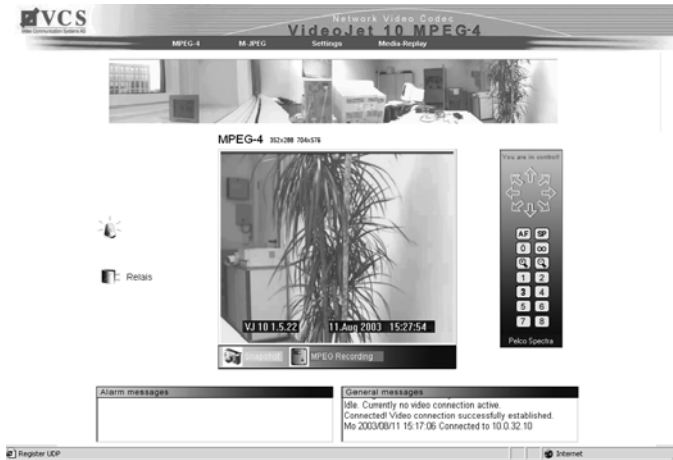 VCS
Video Communication Systems AG
Network Video Codec
VideoJet 10 MPEG-4
MPEG-4 M-JPEG Settings Media-Replay
MPEG-4 352x288 704x576
You are in control!
AF SP
0 ∞
1 2
3 4
5 6
7 8
Pelco Spectra
Relais
VJ 10 1.5.22 11.Aug 2003 15:27:54
Snapshot MPEG Recording
Alarm messages
General messages
Idle. Currently no video connection active.
Connected! Video connection successfully established.
Mo 2003/08/11 15:17:06 Connected to 10.0.32.10
Register UDP
Internet